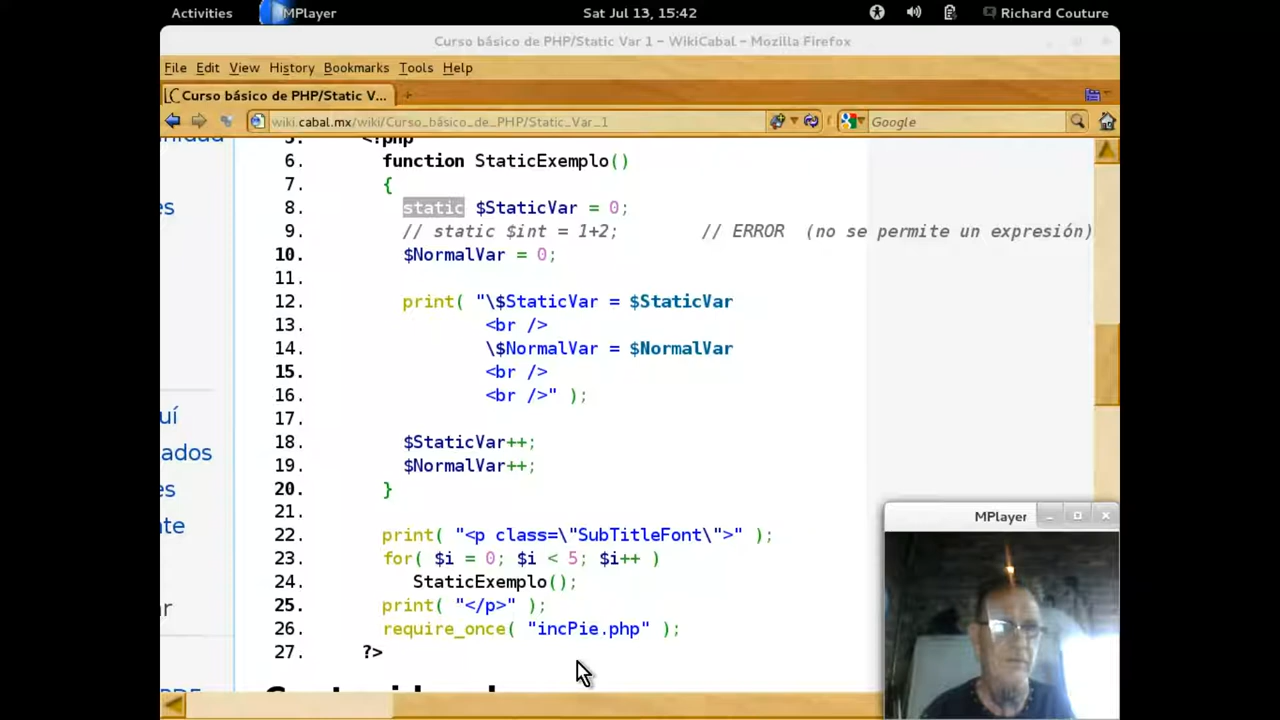 Activities MPlayer Sat Jul 13, 15:42 Richard Couture
Curso básico de PHP/Static Var 1 - WikiCabal - Mozilla Firefox
File Edit View History Bookmarks Tools Help
Curso básico de PHP/Static V...
wiki.cabal.mx/wiki/Curso_básico_de_PHP/Static_Var_1 Google
5. <?php
6. function StaticExemplo()
7. {
8. static $StaticVar = 0;
9. // static $int = 1+2; // ERROR (no se permite un expresión)
10. $NormalVar = 0;
11.
12. print( "\$StaticVar = $StaticVar
13. <br />
14. \$NormalVar = $NormalVar
15. <br />
16. <br />" );
17.
18. $StaticVar++;
19. $NormalVar++;
20. }
21.
22. print( "<p class=\"SubTitleFont\">" );
23. for( $i = 0; $i < 5; $i++ )
24. StaticExemplo();
25. print( "</p>" );
26. require_once( "incPie.php" );
27. ?>
es
uí
ados
es
te
ar
MPlayer